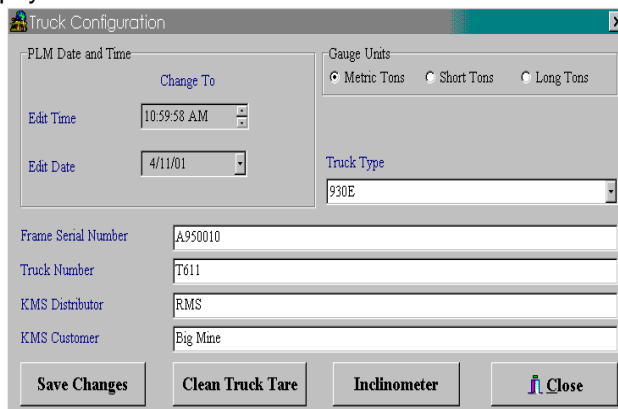 Truck Configuration
PLM Date and Time
Change To
Edit Time 10:59:58 AM
Edit Date 4/11/01
Gauge Units
Metric Tons Short Tons Long Tons
Truck Type
930E
Frame Serial Number A950010
Truck Number T611
KMS Distributor RMS
KMS Customer Big Mine
Save Changes Clean Truck Tare Inclinometer Close